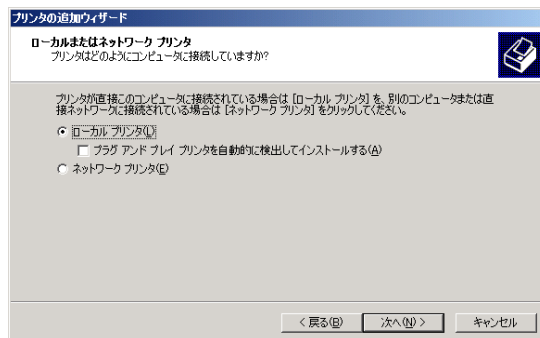 プリンタの追加ウィザード
ローカルまたはネットワーク プリンタ
プリンタはどのようにコンピュータに接続していますか?
プリンタが直接このコンピュータに接続されている場合は [ローカル プリンタ] を、別のコンピュータまたは直
接ネットワークに接続されている場合は [ネットワーク プリンタ] をクリックしてください。
ローカル プリンタ(L)
プラグ アンド プレイ プリンタを自動的に検出してインストールする(A)
ネットワーク プリンタ(E)
< 戻る(B)
次へ(N) >
キャンセル